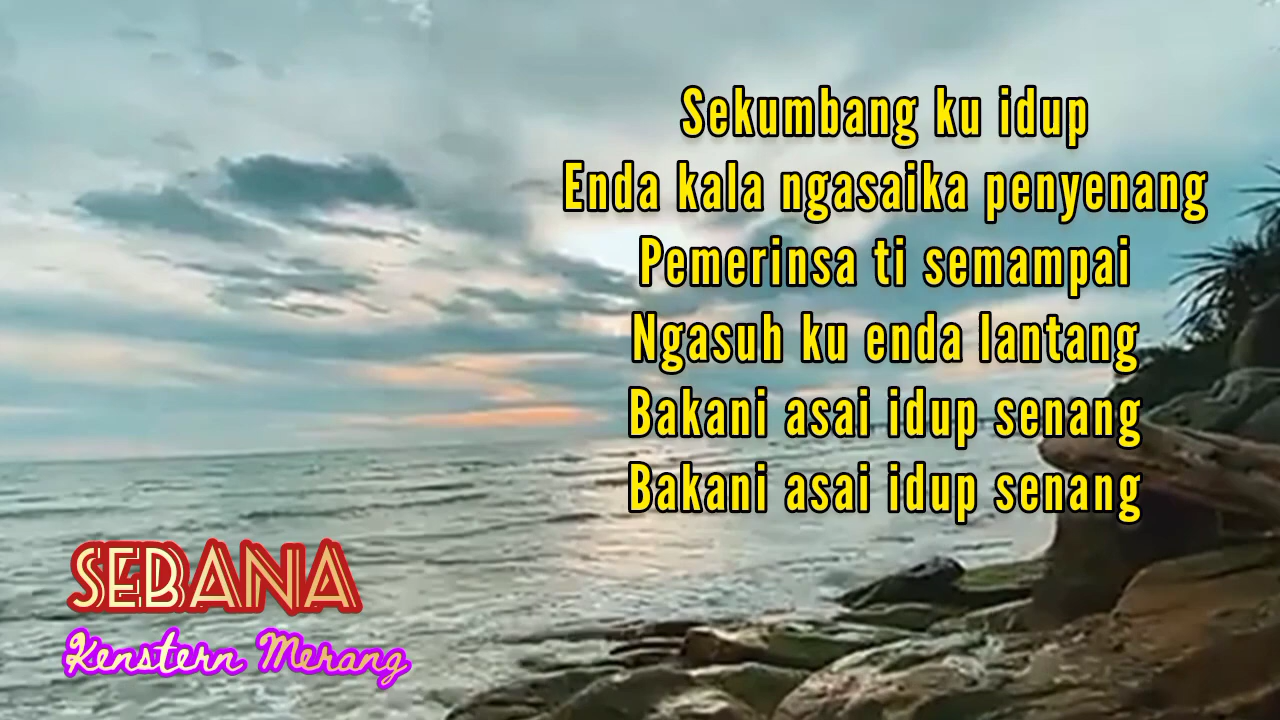 Sekumbang ku idup
Enda kala ngasaika penyenang
Pemerinsa ti semampai
Ngasuh ku enda lantang
Bakani asai idup senang
Bakani asai idup senang
SEBANA
Kenstern Merang